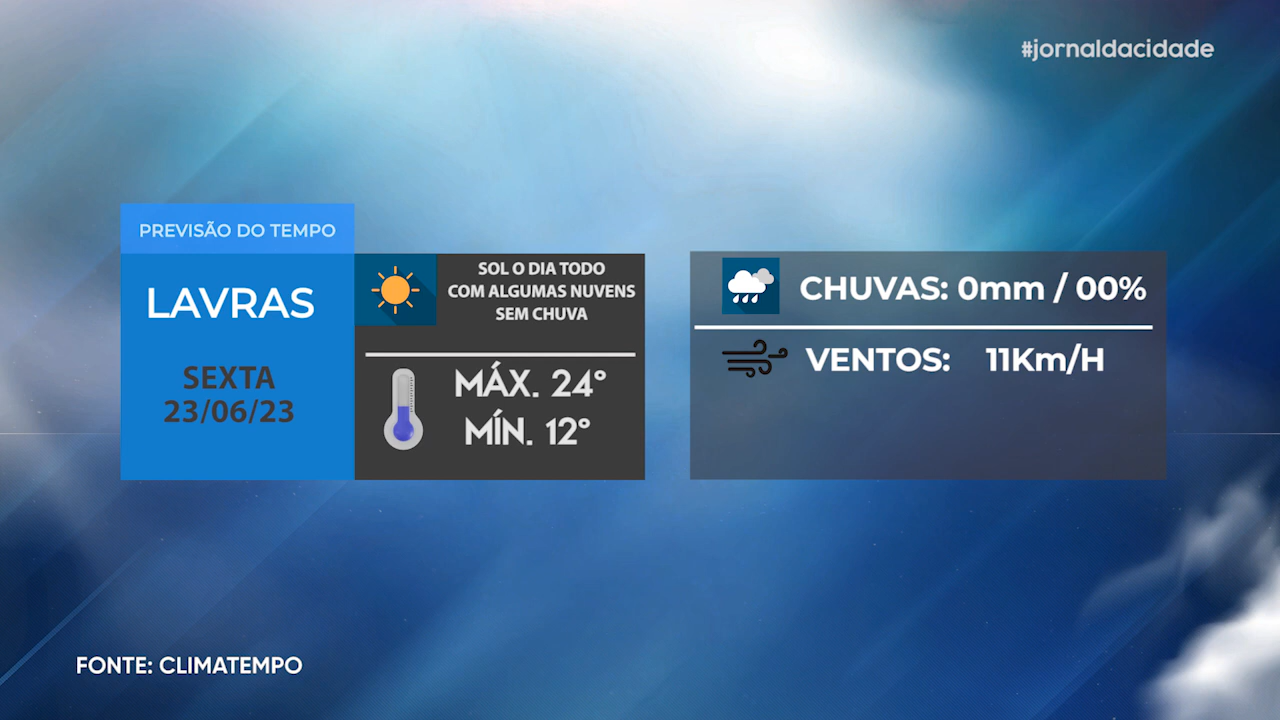 #jornaldacidade
PREVISÃO DO TEMPO
LAVRAS
SEXTA
23/06/23
SOL O DIA TODO
COM ALGUMAS NUVENS
SEM CHUVA
MÁX. 24°
MÍN. 12°
CHUVAS: 0mm / 00%
VENTOS: 11Km/H
FONTE: CLIMATEMPO